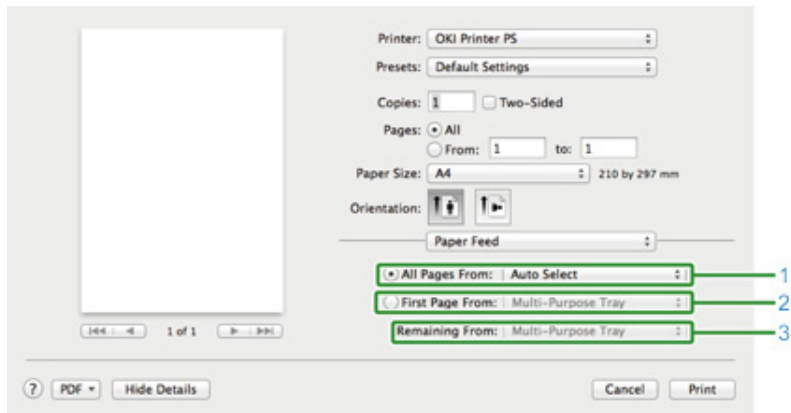 Printer: OKI Printer PS
Presets: Default Settings
Copies: 1 Two-Sided
Pages: All
From: 1 to: 1
Paper Size: A4 210 by 297 mm
Orientation:
Paper Feed
All Pages From: Auto Select 1
First Page From: Multi-Purpose Tray 2
1 of 1 Remaining From: Multi-Purpose Tray 3
? PDF Hide Details Cancel Print